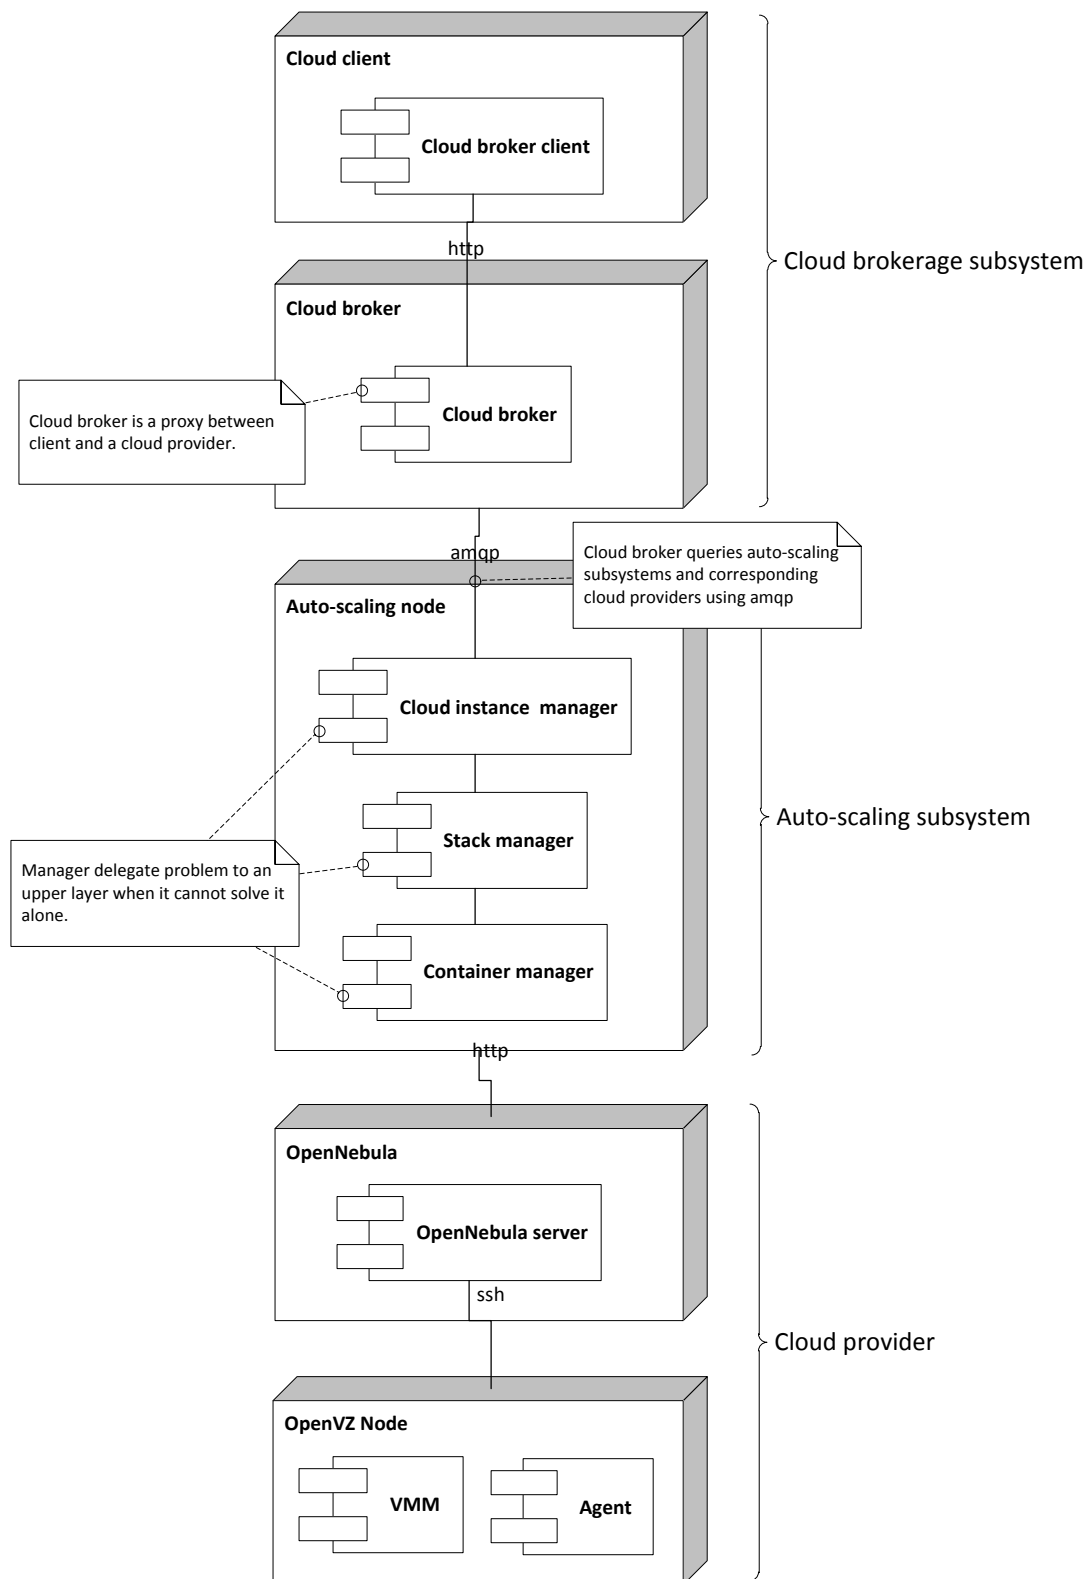 Cloud client
Cloud broker client
http
Cloud brokerage subsystem
Cloud broker
Cloud broker is a proxy between
client and a cloud provider.
Cloud broker
amqp
Cloud broker queries auto-scaling
subsystems and corresponding
cloud providers using amqp
Auto-scaling node
Cloud instance  manager
Stack manager
Auto-scaling subsystem
Manager delegate problem to an
upper layer when it cannot solve it
alone.
Container manager
http
OpenNebula
OpenNebula server
ssh
Cloud provider
OpenVZ Node
VMM
Agent